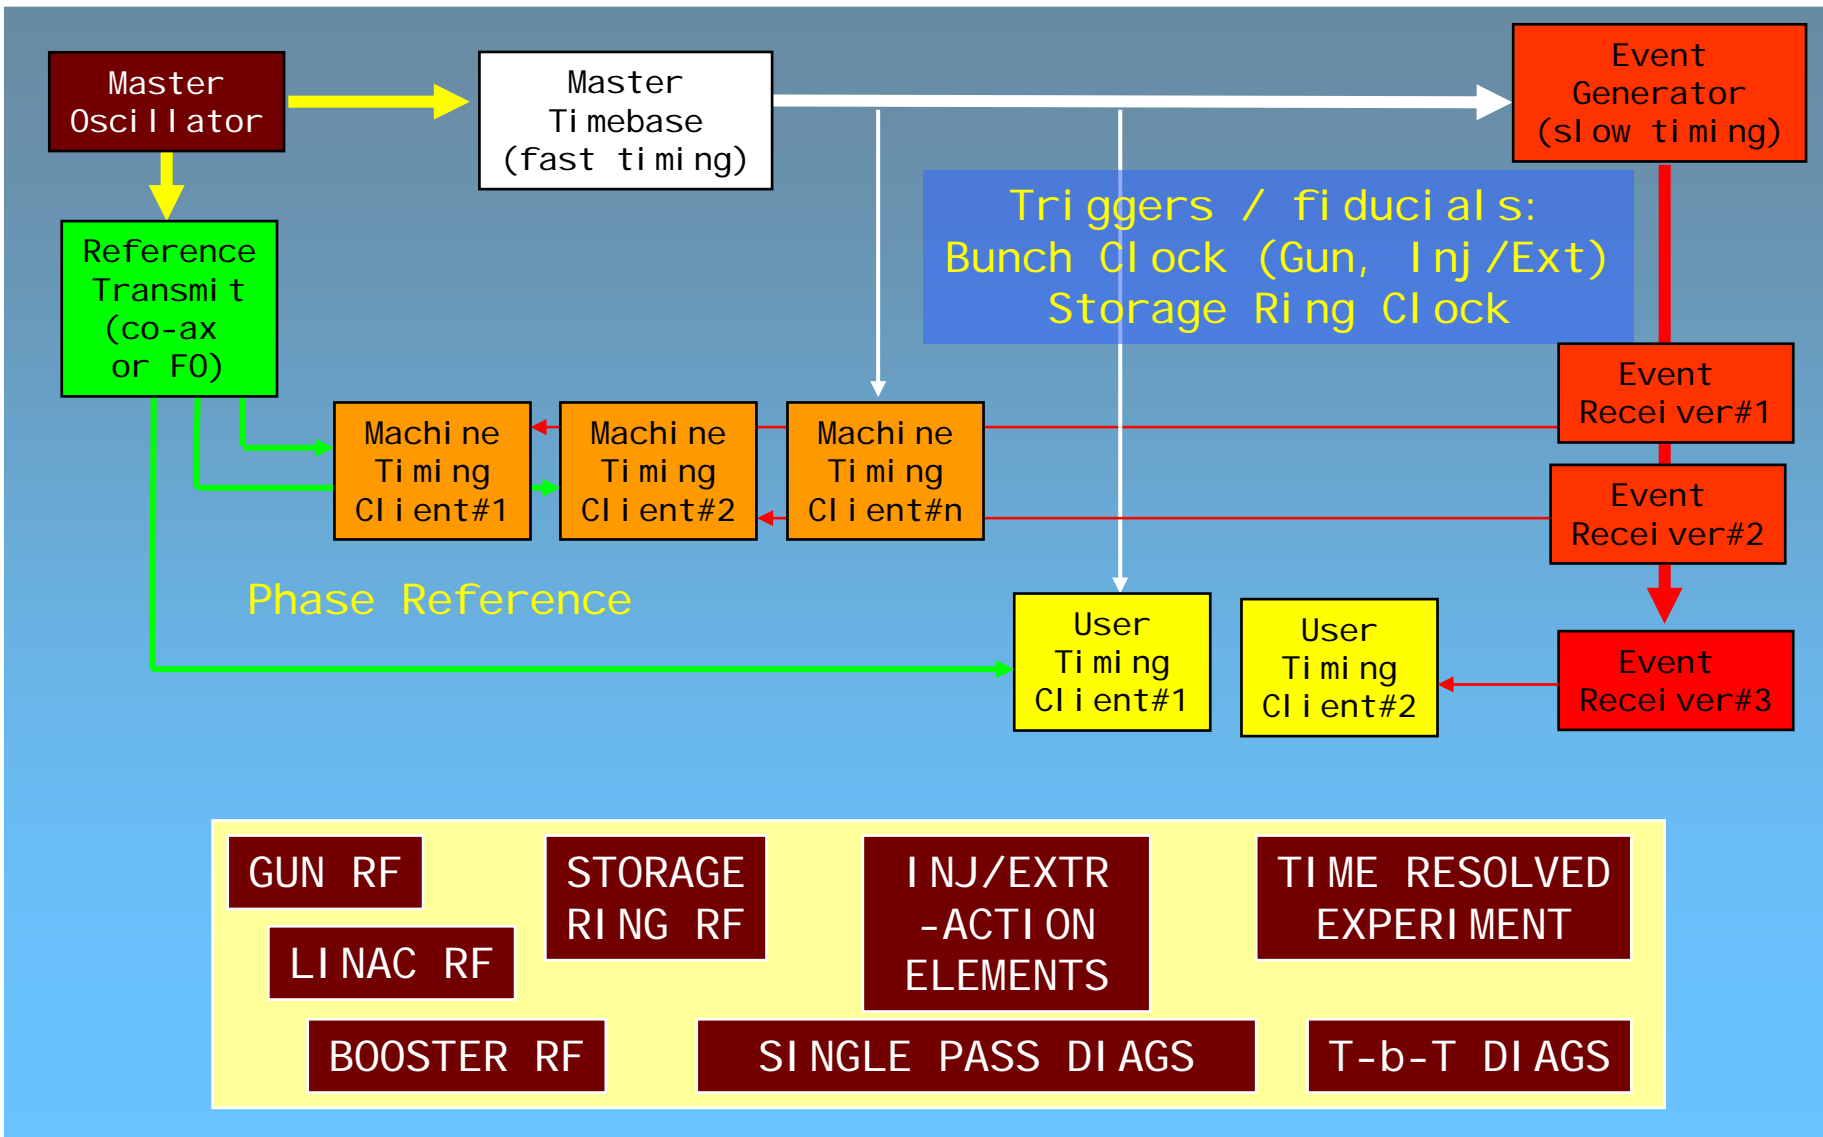 Master
Oscillator
Master
Timebase
(fast timing)
Event
Generator
(slow timing)
Reference
Transmit
(co-ax
or FO)
Triggers / fiducials:
Bunch Clock (Gun, Inj/Ext)
Storage Ring Clock
Event
Receiver#1
Machine
Timing
Client#1
Machine
Timing
Client#2
Machine
Timing
Client#n
Event
Receiver#2
Phase Reference
User
Timing
Client#1
User
Timing
Client#2
Event
Receiver#3
GUN RF
STORAGE
RING RF
INJ/EXTR
-ACTION
ELEMENTS
TIME RESOLVED
EXPERIMENT
LINAC RF
BOOSTER RF
SINGLE PASS DIAGS
T-b-T DIAGS